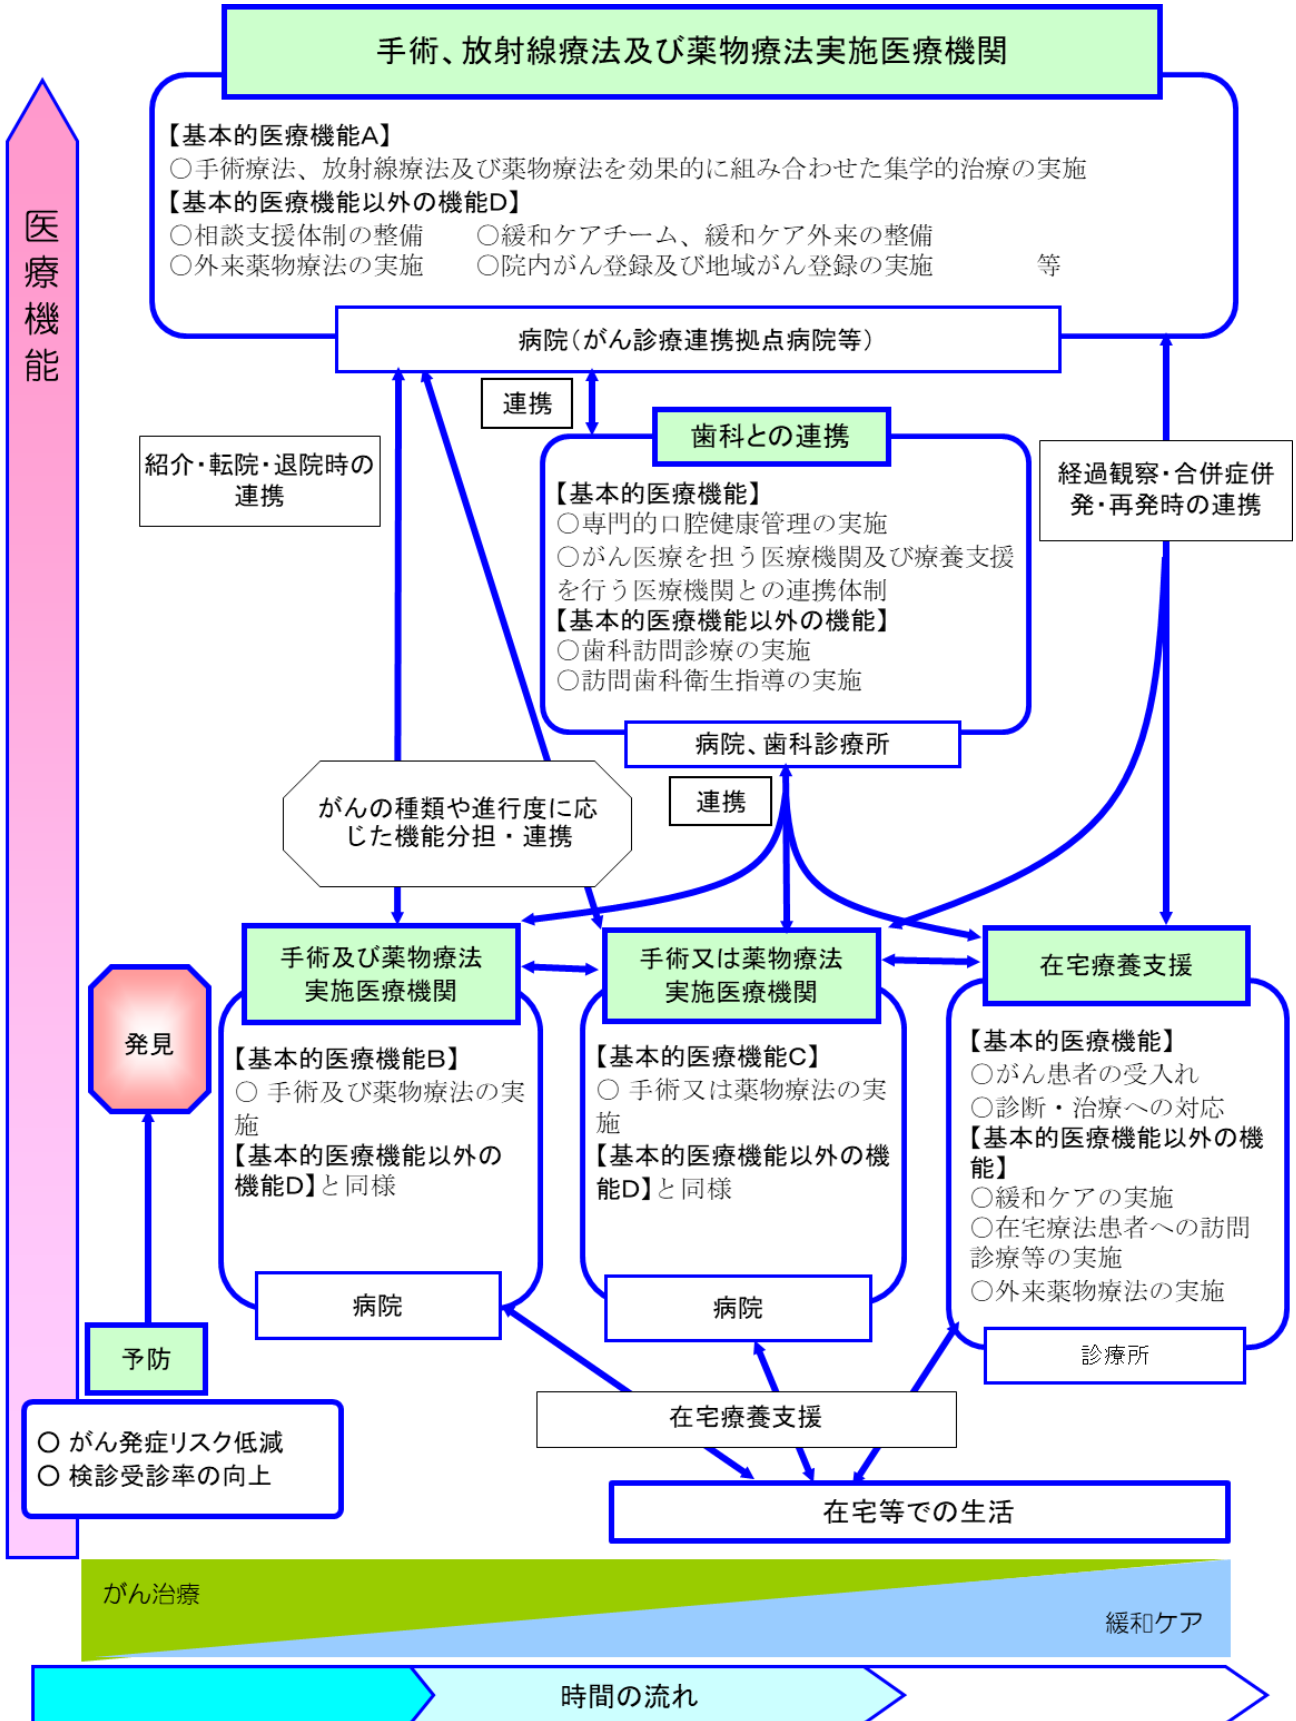 手術、放射線療法及び薬物療法実施医療機関
【基本的医療機能A】
○手術療法、放射線療法及び薬物療法を効果的に組み合わせた集学的治療の実施
【基本的医療機能以外の機能D】
○相談支援体制の整備　　○緩和ケアチーム、緩和ケア外来の整備
○外来薬物療法の実施　　○院内がん登録及び地域がん登録の実施　　　　等
病院（がん診療連携拠点病院等）
医療機能
連携
歯科との連携
紹介・転院・退院時の
連携
経過観察・合併症併
発・再発時の連携
【基本的医療機能】
○専門的口腔健康管理の実施
○がん医療を担う医療機関及び療養支援
を行う医療機関との連携体制
【基本的医療機能以外の機能】
○歯科訪問診療の実施
○訪問歯科衛生指導の実施
病院、歯科診療所
連携
がんの種類や進行度に応
じた機能分担・連携
手術及び薬物療法
実施医療機関
【基本的医療機能B】
○ 手術及び薬物療法の実
施
【基本的医療機能以外の
機能D】と同様
病院
手術又は薬物療法
実施医療機関
【基本的医療機能C】
○ 手術又は薬物療法の実
施
【基本的医療機能以外の機
能D】と同様
病院
在宅療養支援
【基本的医療機能】
○がん患者の受入れ
○診断・治療への対応
【基本的医療機能以外の機
能】
○緩和ケアの実施
○在宅療法患者への訪問
診療等の実施
○外来薬物療法の実施
診療所
発見
予防
○ がん発症リスク低減
○ 検診受診率の向上
在宅療養支援
在宅等での生活
がん治療
緩和ケア
時間の流れ